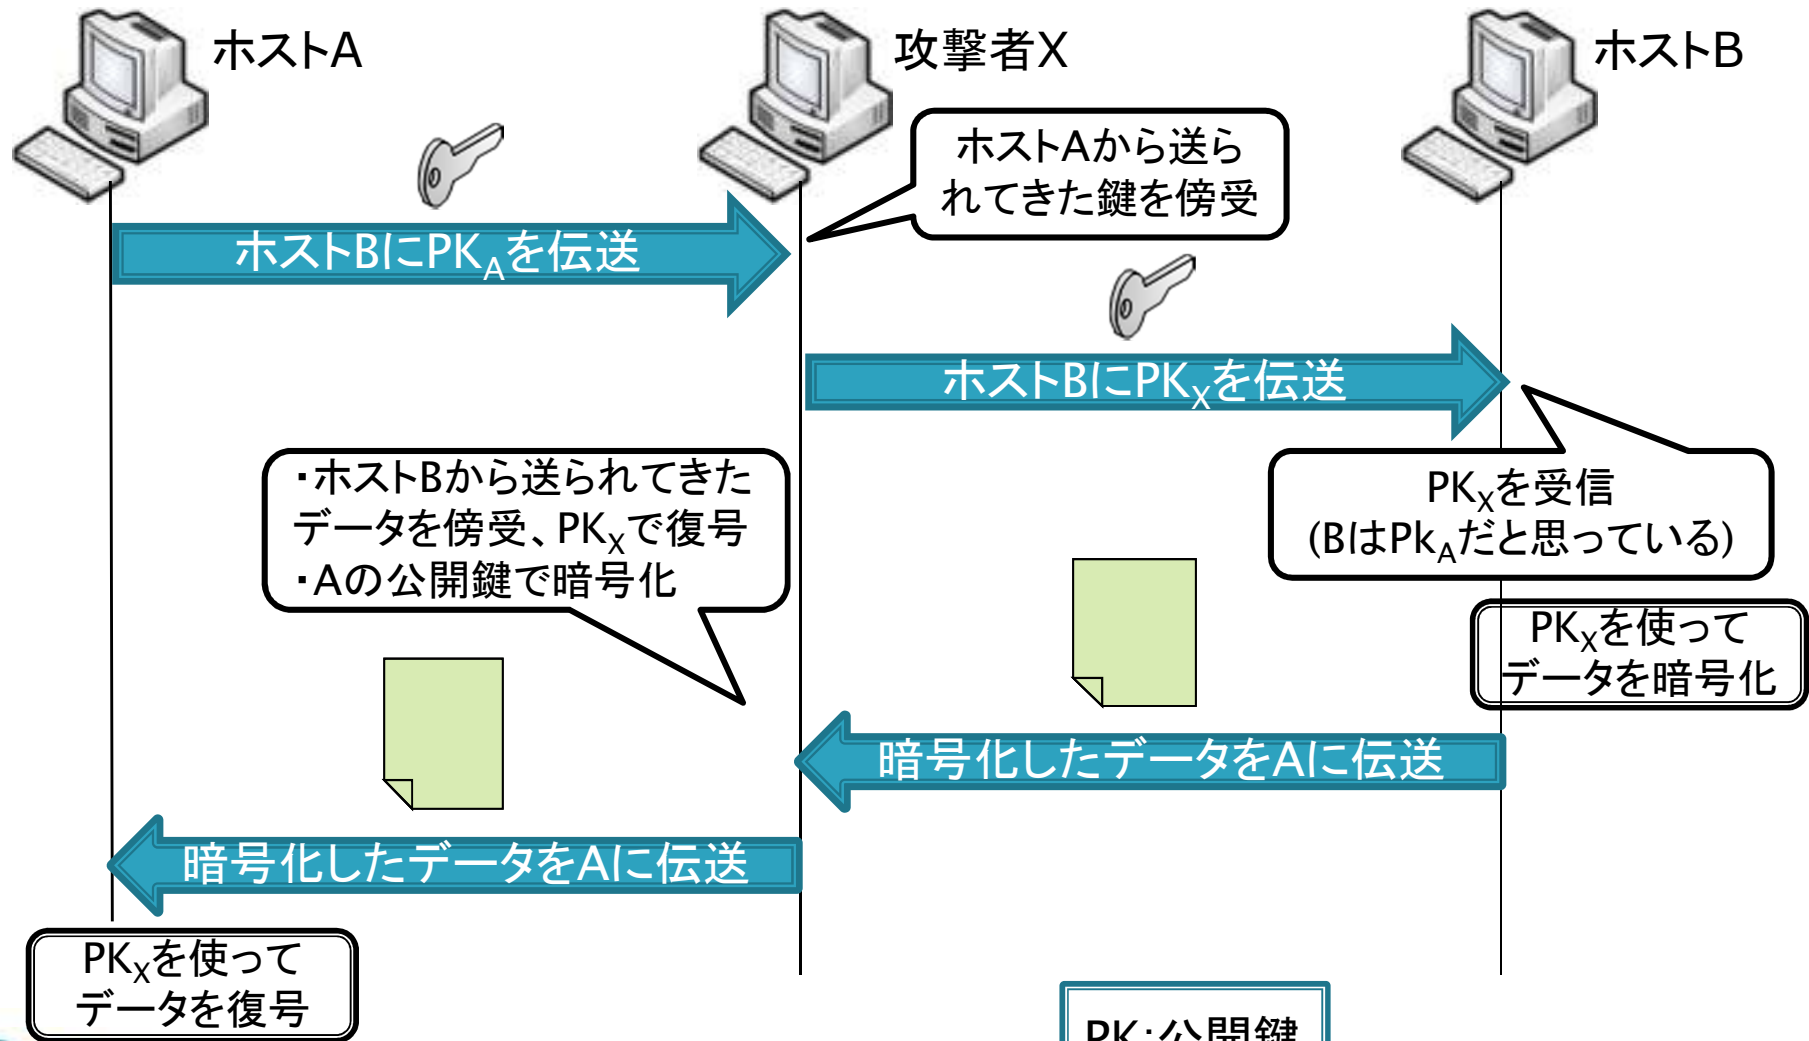 ホストA
攻撃者X
ホストB
ホストAから送ら
れてきた鍵を傍受
ホストBにPKAを伝送
ホストBにPKXを伝送
・ホストBから送られてきた
データを傍受、PKXで復号
・Aの公開鍵で暗号化
PKXを受信
(BはPkAだと思っている)
PKXを使って
データを暗号化
暗号化したデータをAに伝送
暗号化したデータをAに伝送
PKXを使って
データを復号
PK:公開鍵